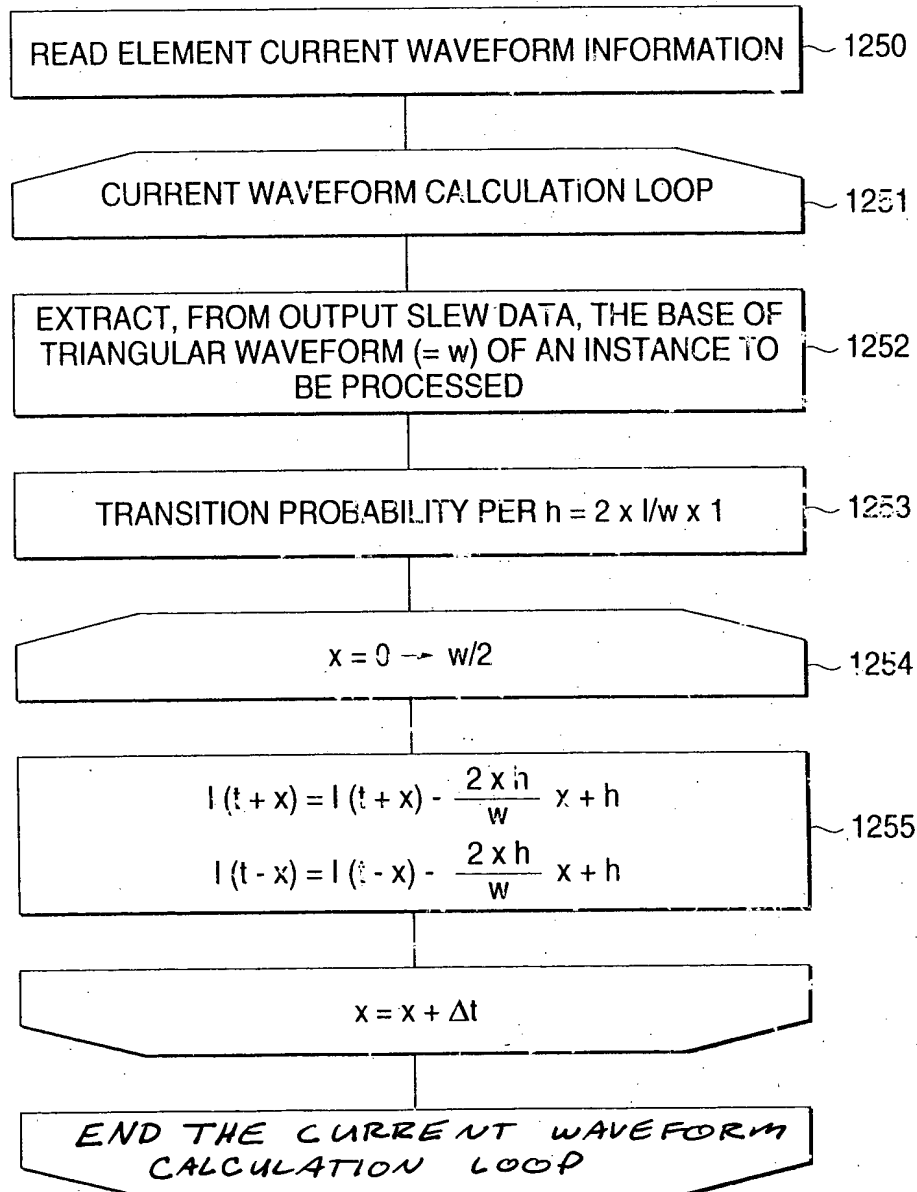 READ ELEMENT CURRENT WAVEFORM INFORMATION 1250
CURRENT WAVEFORM CALCULATION LOOP 1251
EXTRACT, FROM OUTPUT SLEW DATA, THE BASE OF
TRIANGULAR WAVEFORM (= w) OF AN INSTANCE TO
BE PROCESSED
1252
TRANSITION PROBABILITY PER h = 2 x I/w x 1 1253
x = 0 → w/2 1254
I (t + x) = I (t + x) - 2 x h / w x + h
I (t - x) = I (t - x) - 2 x h / w x + h
1255
x = x + Δt
END THE CURRENT WAVEFORM
CALCULATION LOOP